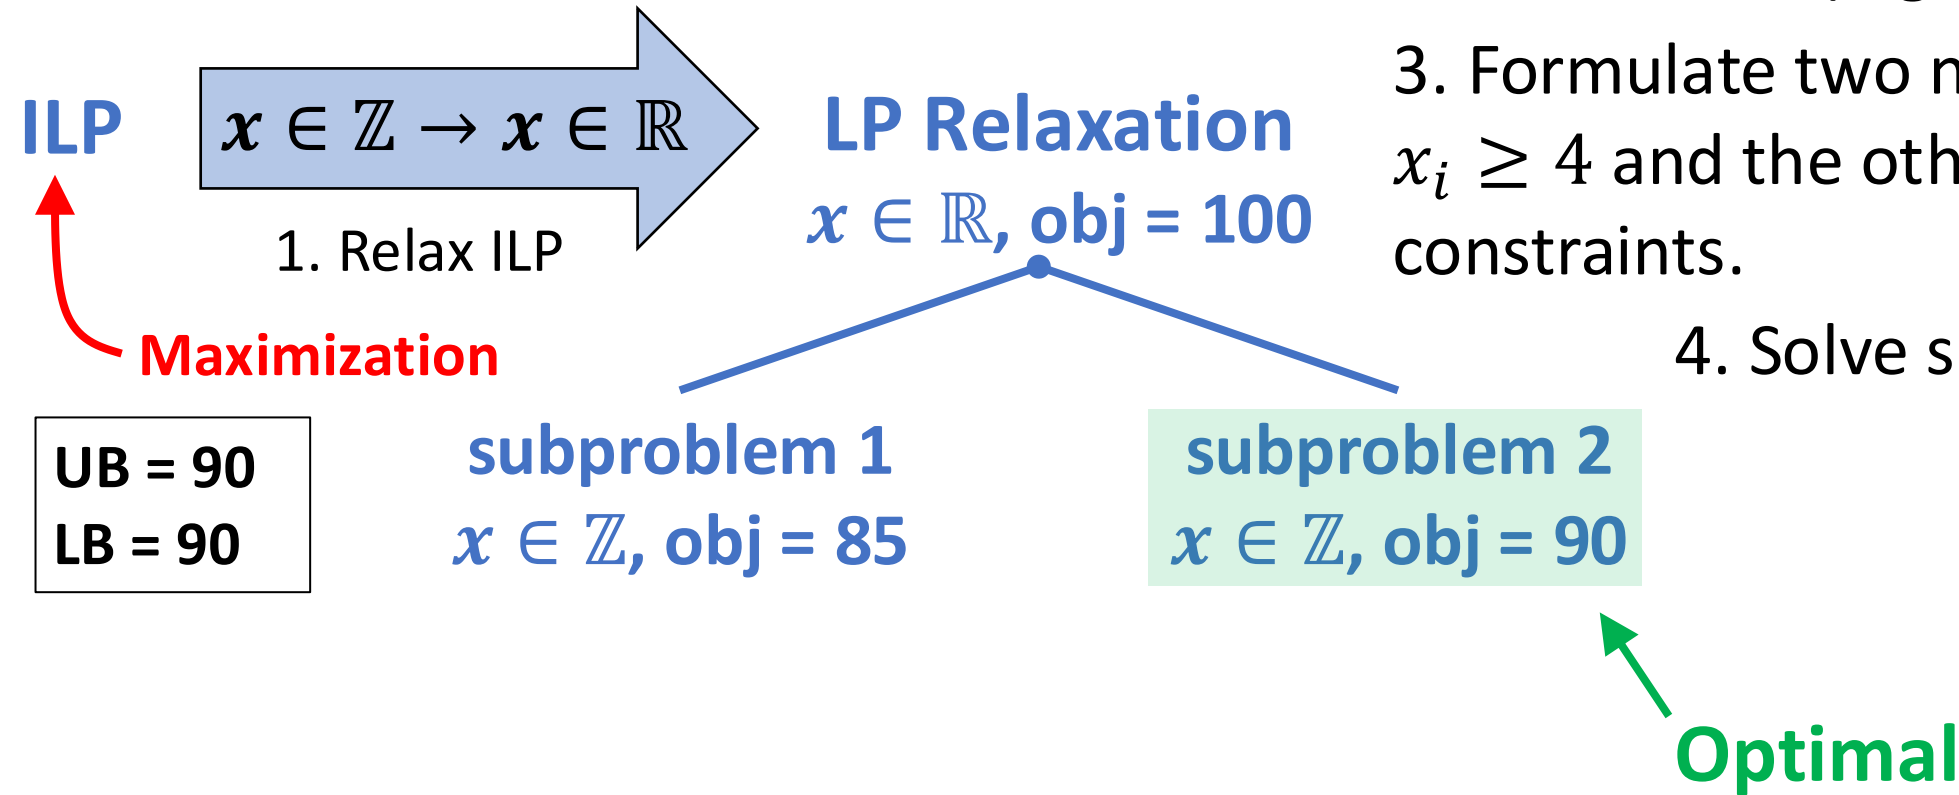 ILP
x ∈ ℤ → x ∈ ℝ
1. Relax ILP
Maximization
LP Relaxation
x ∈ ℝ, obj = 100
3. Formulate two
xᵢ ≥ 4 and the
constraints.
4. Solve
UB = 90
LB = 90
subproblem 1
x ∈ ℤ, obj = 85
subproblem 2
x ∈ ℤ, obj = 90
Optimal